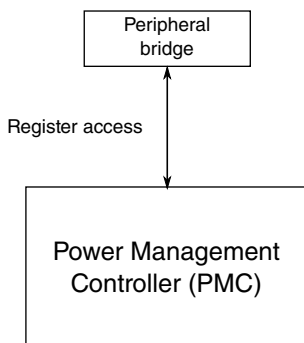 Peripheral
bridge
Register access
Power Management
Controller (PMC)